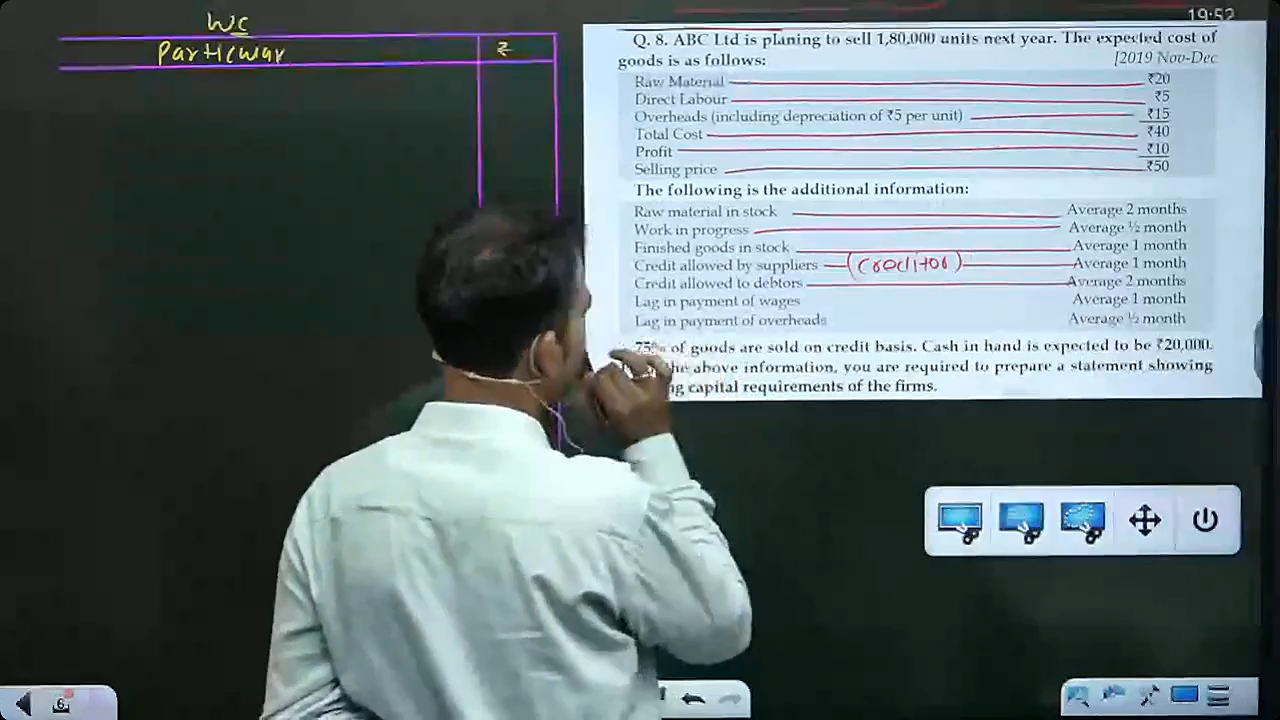 19:52
WC
Particular
₹
Q. 8. ABC Ltd is planing to sell 1,80,000 units next year. The expected cost of
goods is as follows: [2019 Nov-Dec
Raw Material ₹20
Direct Labour ₹5
Overheads (including depreciation of ₹5 per unit) ₹15
Total Cost ₹40
Profit ₹10
Selling price ₹50
The following is the additional information:
Raw material in stock Average 2 months
Work in progress Average ½ month
Finished goods in stock Average 1 month
Credit allowed by suppliers (Creditor) Average 1 month
Credit allowed to debtors Average 2 months
Lag in payment of wages Average 1 month
Lag in payment of overheads Average ½ month
75% of goods are sold on credit basis. Cash in hand is expected to be ₹20,000.
above information, you are required to prepare a statement showing
capital requirements of the firms.
6